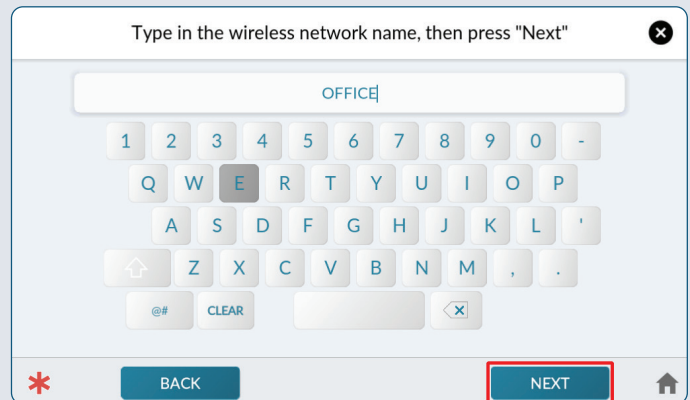 Type in the wireless network name, then press "Next"
OFFICE
1 2 3 4 5 6 7 8 9 0 -
Q W E R T Y U I O P
A S D F G H J K L '
Z X C V B N M , .
@# CLEAR
BACK NEXT